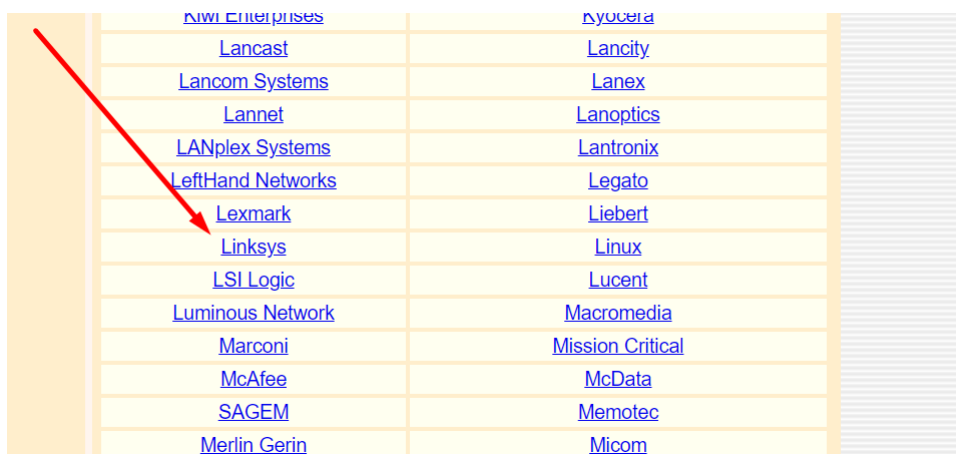 Kiwi Enterprises Kyocera
Lancast Lancity
Lancom Systems Lanex
Lannet Lanoptics
LANplex Systems Lantronix
LeftHand Networks Legato
Lexmark Liebert
Linksys Linux
LSI Logic Lucent
Luminous Network Macromedia
Marconi Mission Critical
McAfee McData
SAGEM Memotec
Merlin Gerin Micom